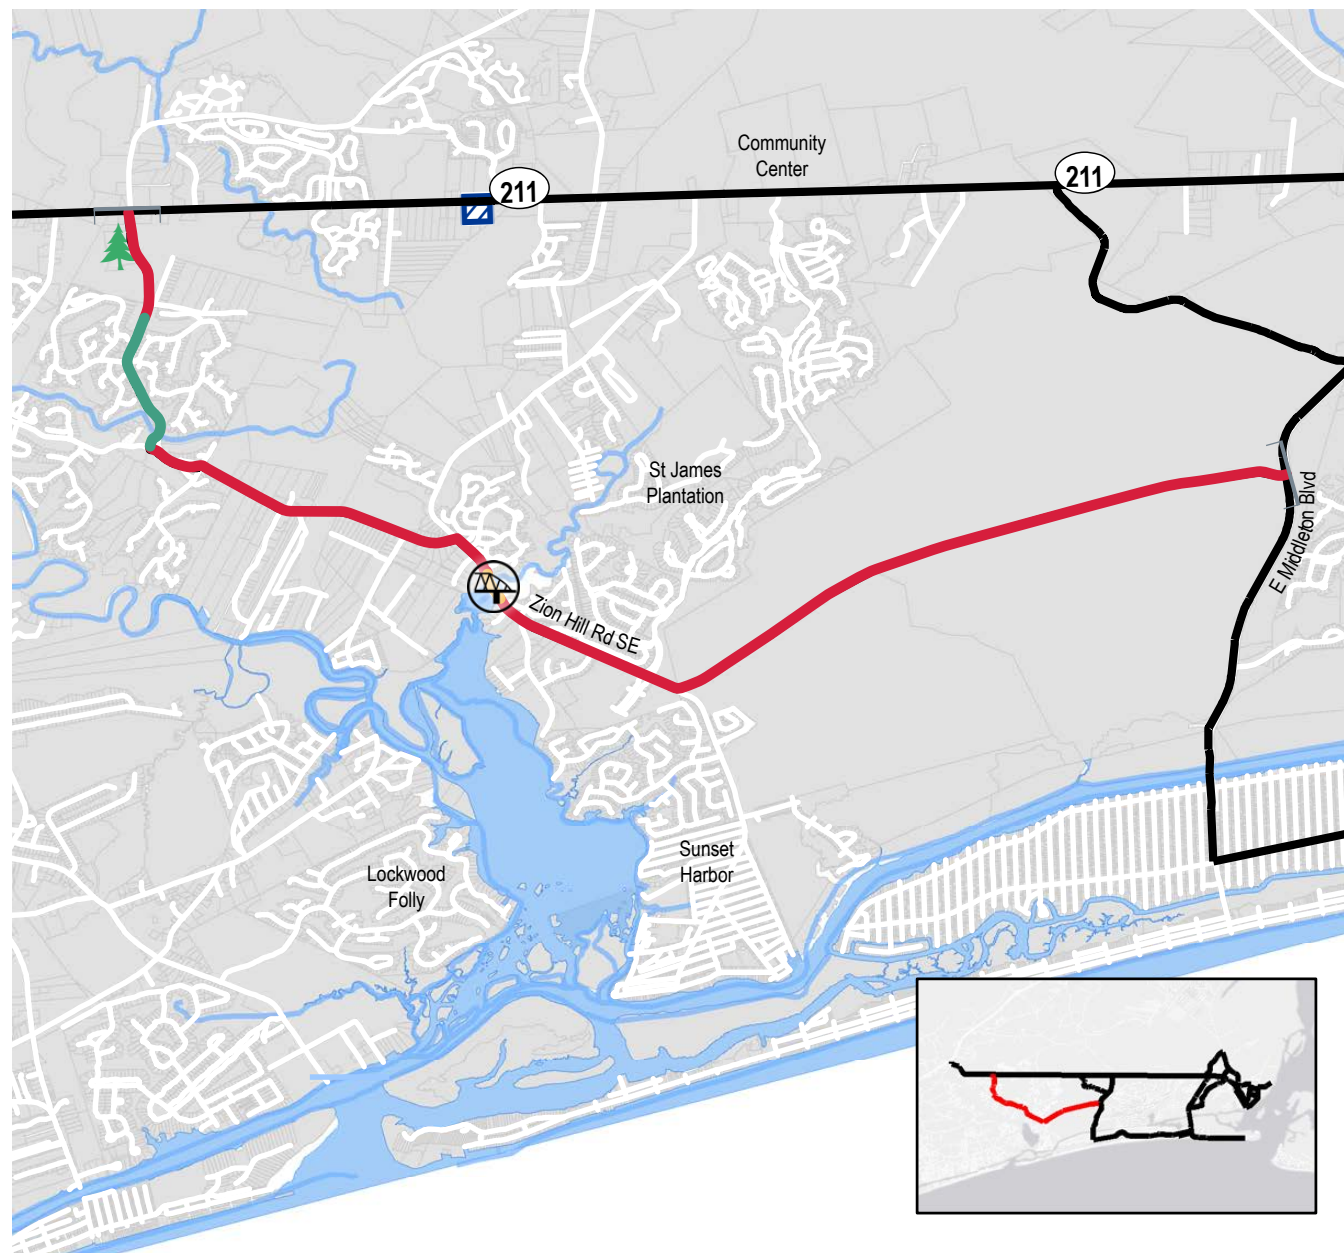 Community
Center
211
211
St James
Plantation
E Middleton Blvd
Zion Hill Rd SE
Sunset
Harbor
Lockwood
Folly